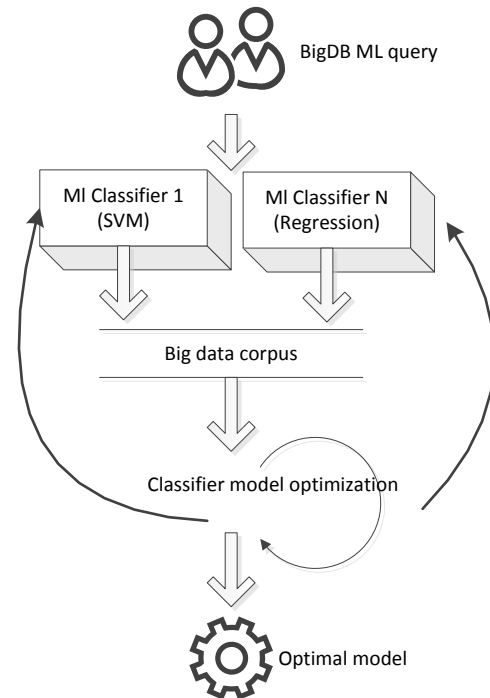 BigDB ML query
Ml Classifier 1
(SVM)
Ml Classifier N
(Regression)
Big data corpus
Classifier model optimization
Optimal model